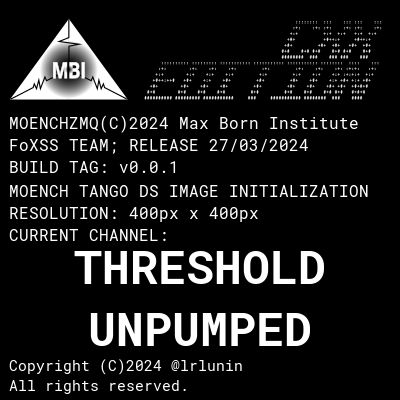 MBI
MOENCHZMQ(C)2024 Max Born Institute
FoXSS TEAM; RELEASE 27/03/2024
BUILD TAG: v0.0.1
MOENCH TANGO DS IMAGE INITIALIZATION
RESOLUTION: 400px x 400px
CURRENT CHANNEL:
THRESHOLD
UNPUMPED
Copyright (C)2024 @lrlunin
All rights reserved.